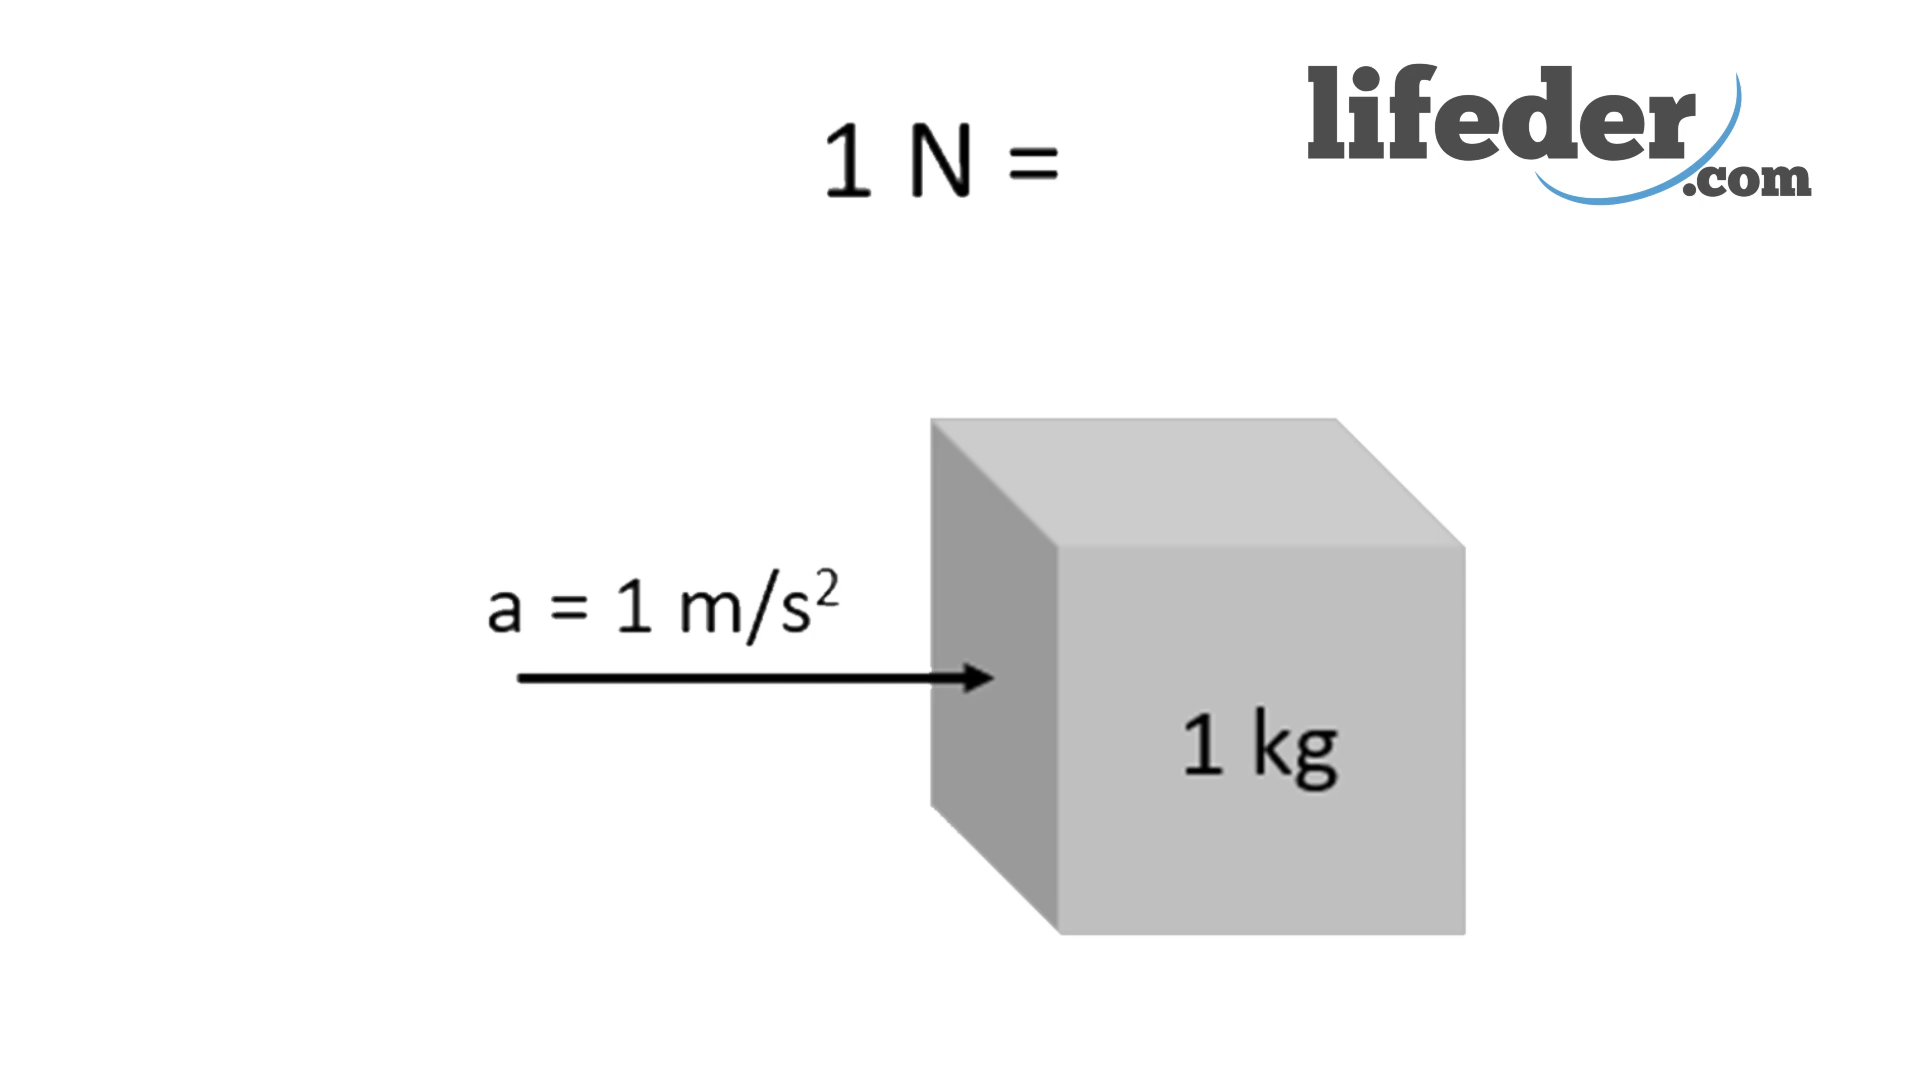 1 N =
lifeder
.com
a = 1 m/s²
1 kg